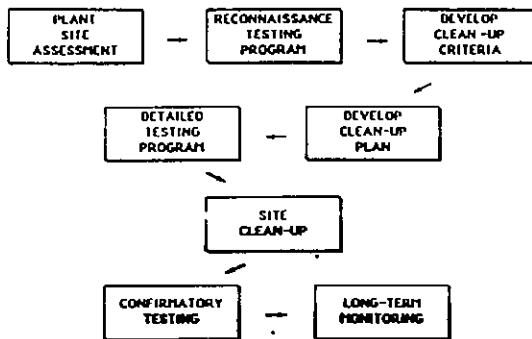 PLANT
SITE
ASSESSMENT
RECONNAISSANCE
TESTING
PROGRAM
DEVELOP
CLEAN-UP
CRITERIA
DETAILED
TESTING
PROGRAM
DEVELOP
CLEAN-UP
PLAN
SITE
CLEAN-UP
CONFIRMATORY
TESTING
LONG-TERM
MONITORING